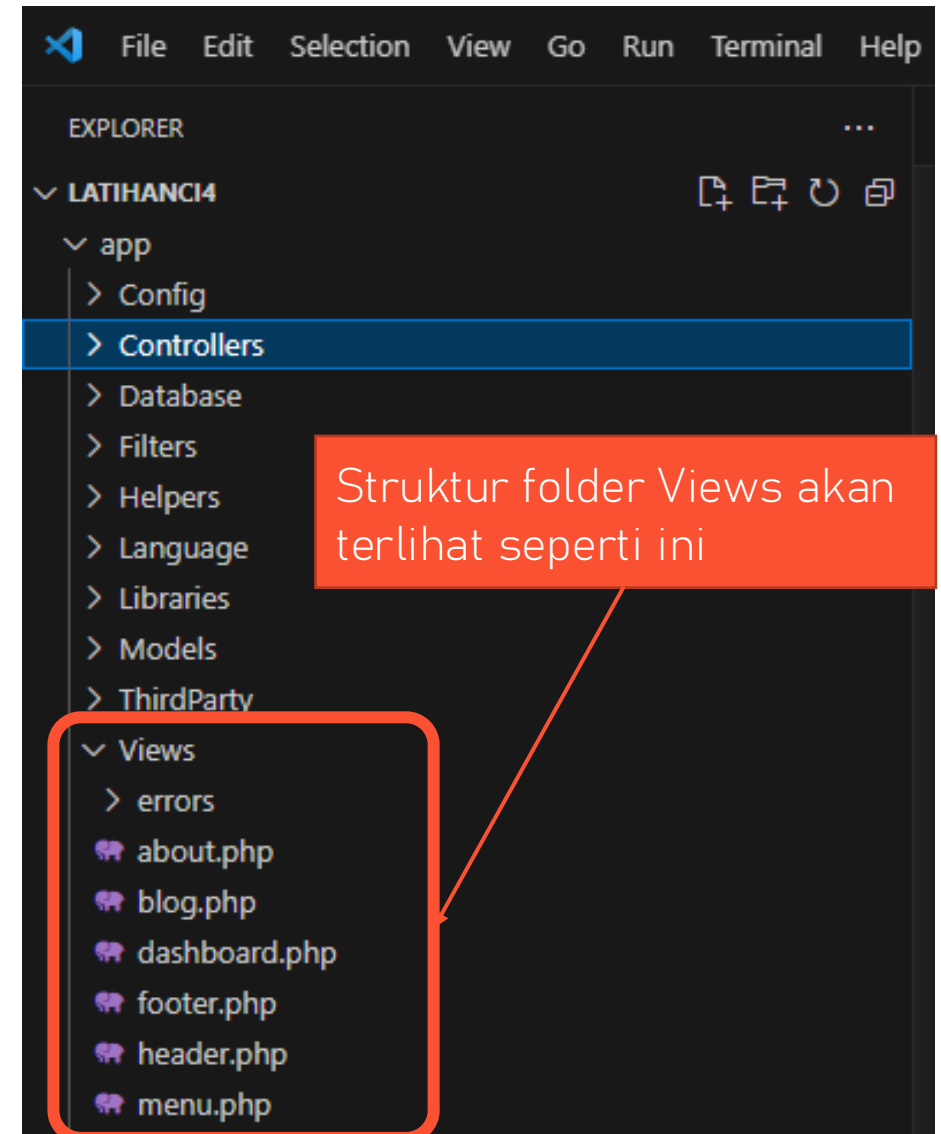 File Edit Selection View Go Run Terminal Help
EXPLORER
LATIHANCI4
app
Config
Controllers
Database
Filters
Helpers
Language
Libraries
Models
ThirdParty
Struktur folder Views akan
terlihat seperti ini
Views
errors
about.php
blog.php
dashboard.php
footer.php
header.php
menu.php